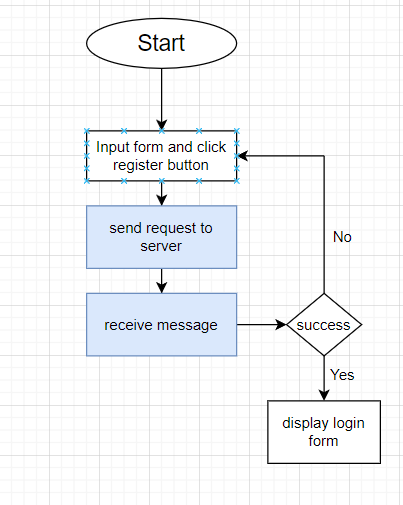 Start
Input form and click
register button
send request to
server
No
receive message
success
Yes
display login
form